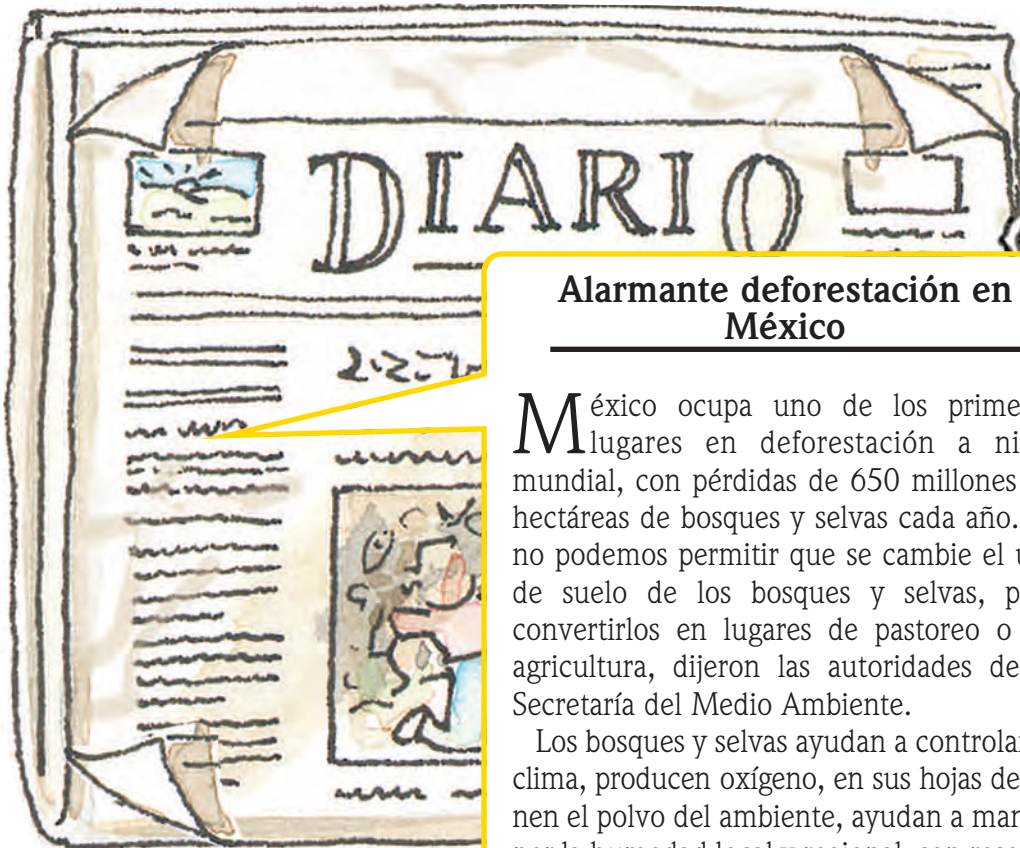 DIARIO
Alarmante deforestación en
México
México ocupa uno de los prime
lugares en deforestación a ni
mundial, con pérdidas de 650 millones
hectáreas de bosques y selvas cada año.
no podemos permitir que se cambie el u
de suelo de los bosques y selvas, p
convertirlos en lugares de pastoreo o
agricultura, dijeron las autoridades de
Secretaría del Medio Ambiente.
Los bosques y selvas ayudan a controla
clima, producen oxígeno, en sus hojas de
nen el polvo del ambiente, ayudan a man